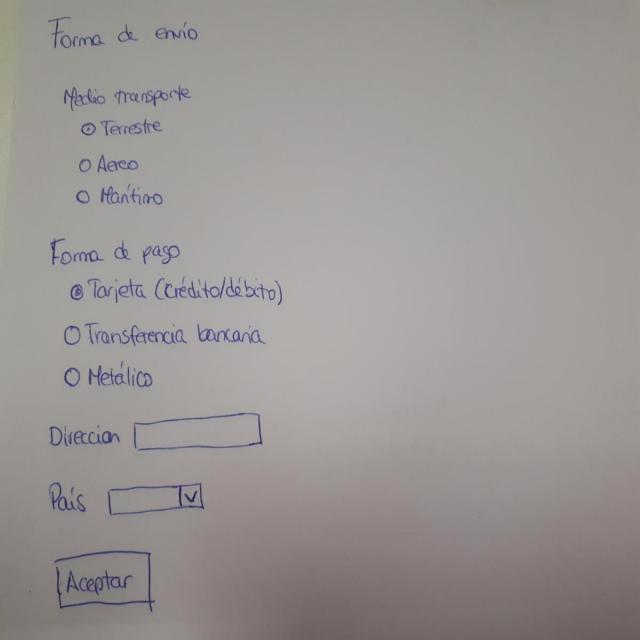 Forma de envío
Medio transporte
Terrestre
Aereo
Marítimo
Forma de pago
Tarjeta (Crédito/débito)
Transferencia bancaria
Metálico
Direccion
País
Aceptar